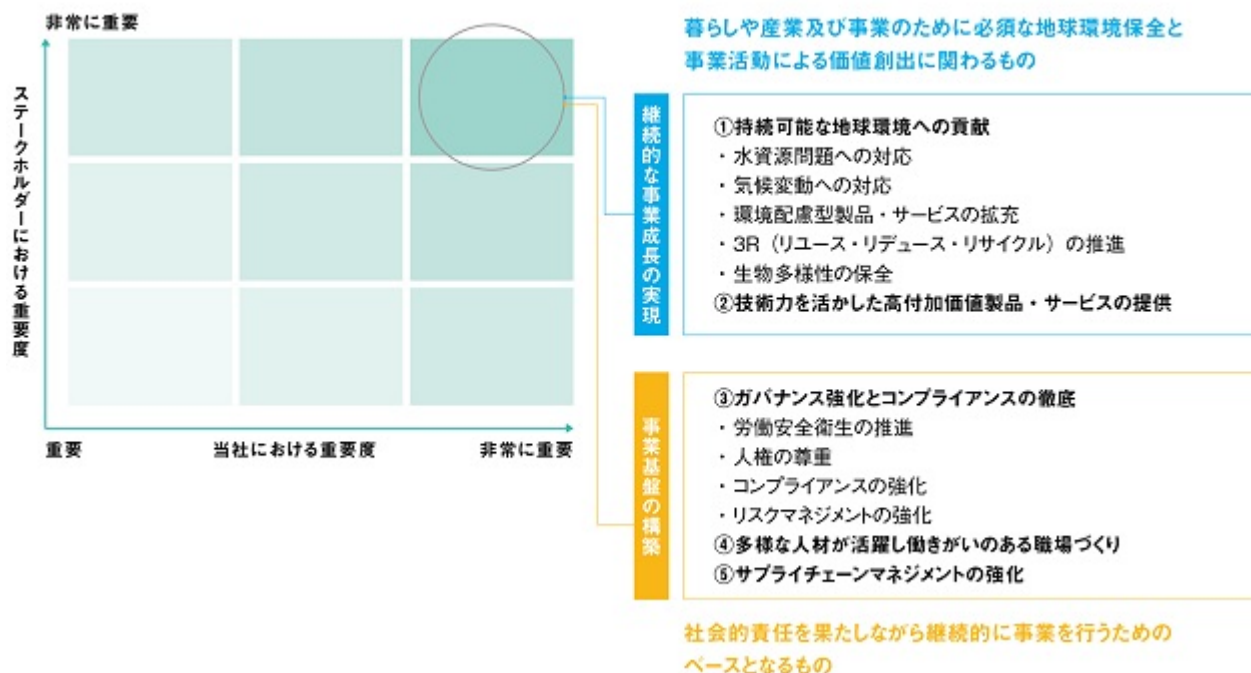 非常に重要
ステークホルダーにおける重要度
重要
当社における重要度
非常に重要
暮らしや産業及び事業のために必須な地球環境保全と
事業活動による価値創出に関わるもの
継続的な事業成長の実現
①持続可能な地球環境への貢献
・水資源問題への対応
・気候変動への対応
・環境配慮型製品・サービスの拡充
・3R（リユース・リデュース・リサイクル）の推進
・生物多様性の保全
②技術力を活かした高付加価値製品・サービスの提供
事業基盤の構築
③ガバナンス強化とコンプライアンスの徹底
・労働安全衛生の推進
・人権の尊重
・コンプライアンスの強化
・リスクマネジメントの強化
④多様な人材が活躍し働きがいのある職場づくり
⑤サプライチェーンマネジメントの強化
社会的責任を果たしながら継続的に事業を行うための
ベースとなるもの